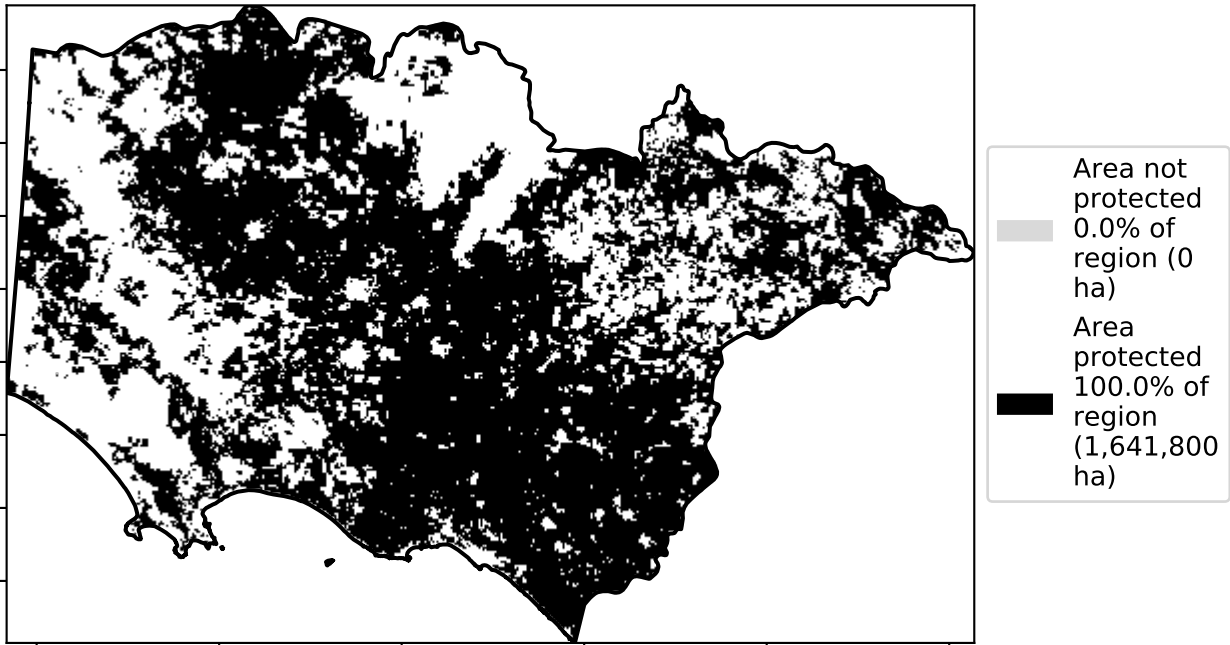 Area not
protected
0.0% of
region (0
ha)
Area
protected
100.0% of
region
(1,641,800
ha)